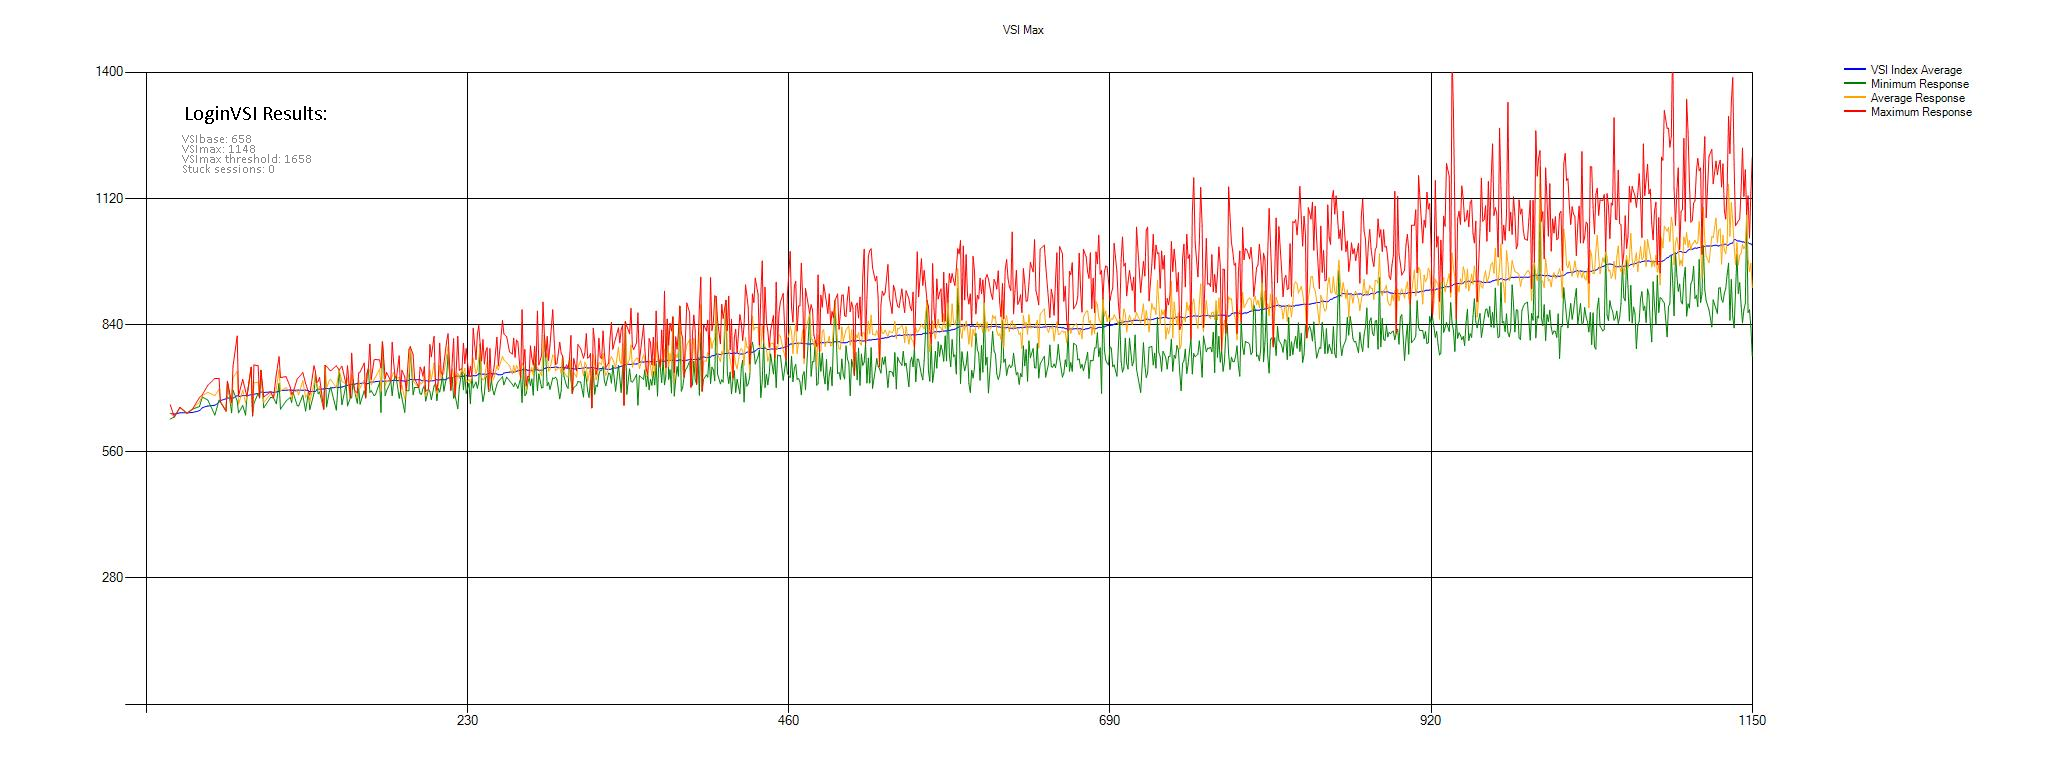 VSI Max
1400
1120
840
560
280
LoginVSI Results:
VSIbase: 658
VSImax: 1148
VSImax threshold: 1658
Stuck sessions: 0
VSI Index Average
Minimum Response
Average Response
Maximum Response
230
460
690
920
1150